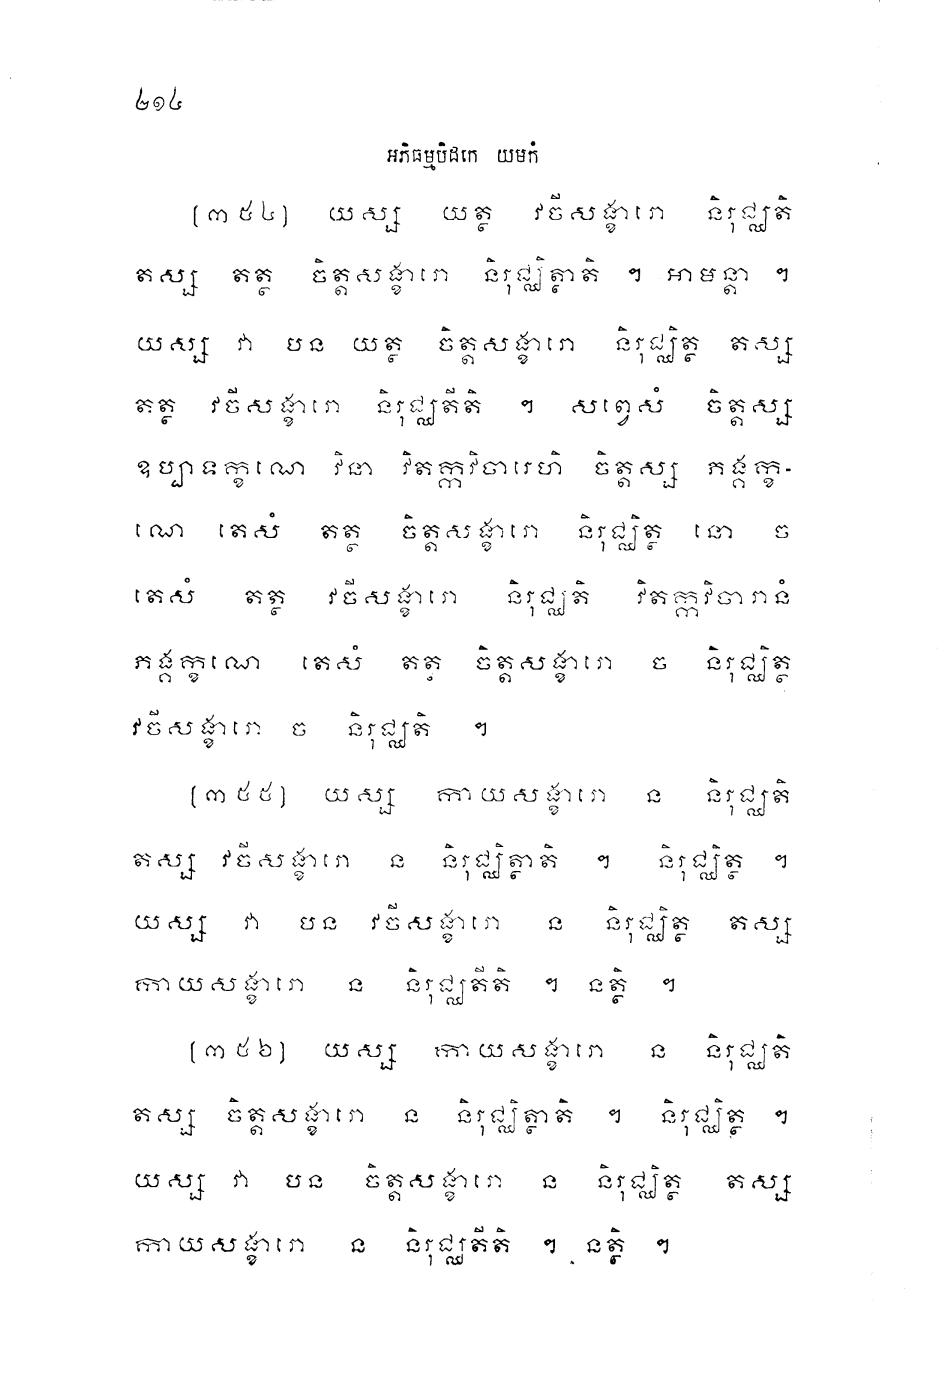 ២១៤
អភិធម្មបិដកេ យមកំ
[៣៥៤] យស្ស យត្ថ វចីសង្ខារោ និរុជ្ឈតិ
តស្ស តត្ថ ចិត្តសង្ខារោ និរុជ្ឈិត្ថាតិ ។ អាមន្តា ។
យស្ស វា បន យត្ថ ចិត្តសង្ខារោ និរុជ្ឈិត្ថ តស្ស
តត្ថ វចីសង្ខារោ និរុជ្ឈតីតិ ។ សព្វេសំ ចិត្តស្ស
ឧប្បាទក្ខណេ វិនា វិតក្កវិចារេហិ ចិត្តស្ស ភង្គក្ខ-
ណេ តេសំ តត្ថ ចិត្តសង្ខារោ និរុជ្ឈិត្ថ នោ ច
តេសំ តត្ថ វចីសង្ខារោ និរុជ្ឈតិ វិតក្កវិចារានំ
ភង្គក្ខណេ តេសំ តត្ថ ចិត្តសង្ខារោ ច និរុជ្ឈិត្ថ
វចីសង្ខារោ ច និរុជ្ឈតិ ។
[៣៥៥] យស្ស កាយសង្ខារោ ន និរុជ្ឈតិ
តស្ស វចីសង្ខារោ ន និរុជ្ឈិត្ថាតិ ។ និរុជ្ឈិត្ថ ។
យស្ស វា បន វចីសង្ខារោ ន និរុជ្ឈិត្ថ តស្ស
កាយសង្ខារោ ន និរុជ្ឈតីតិ ។ នត្ថិ ។
[៣៥៦] យស្ស កាយសង្ខារោ ន និរុជ្ឈតិ
តស្ស ចិត្តសង្ខារោ ន និរុជ្ឈិត្ថាតិ ។ និរុជ្ឈិត្ថ ។
យស្ស វា បន ចិត្តសង្ខារោ ន និរុជ្ឈិត្ថ តស្ស
កាយសង្ខារោ ន និរុជ្ឈតីតិ ។ នត្ថិ ។